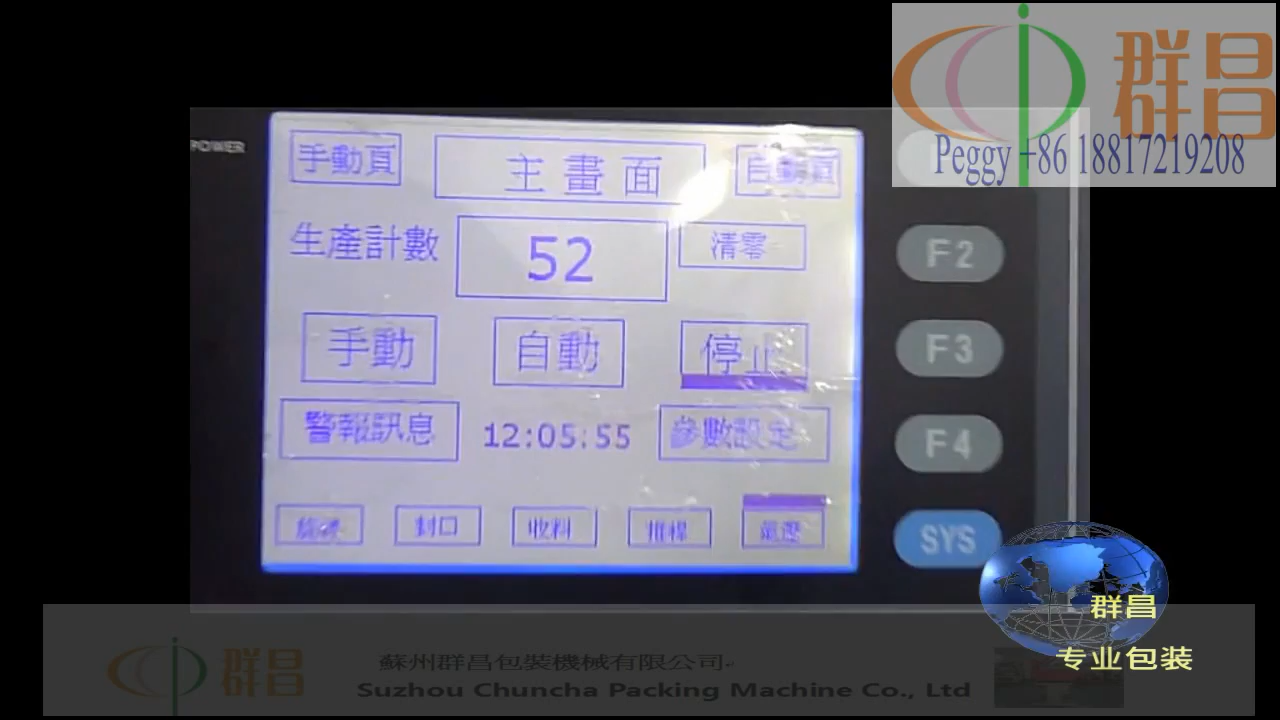 群昌
Peggy +86 18817219208
POWER
手動頁 主畫面 自動頁
生產計數 52 清零
F2
手動 自動 停止
F3
警報訊息 12:05:55 參數設定
F4
封口 收料 推桿 氣壓
SYS
群昌
专业包装
群昌
蘇州群昌包裝機械有限公司
Suzhou Chuncha Packing Machine Co., Ltd